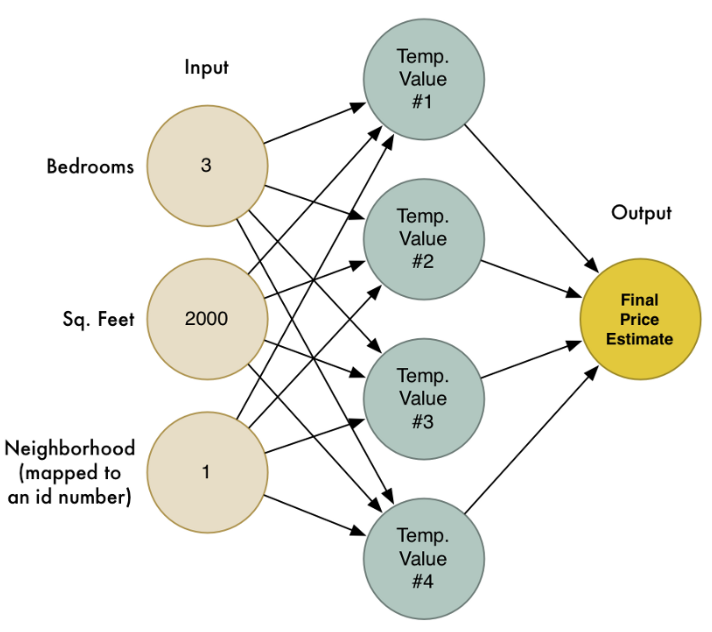 Input
Bedrooms
3
Sq. Feet
2000
Neighborhood
(mapped to
an id number)
1
Temp.
Value
#1
Temp.
Value
#2
Temp.
Value
#3
Temp.
Value
#4
Output
Final
Price
Estimate